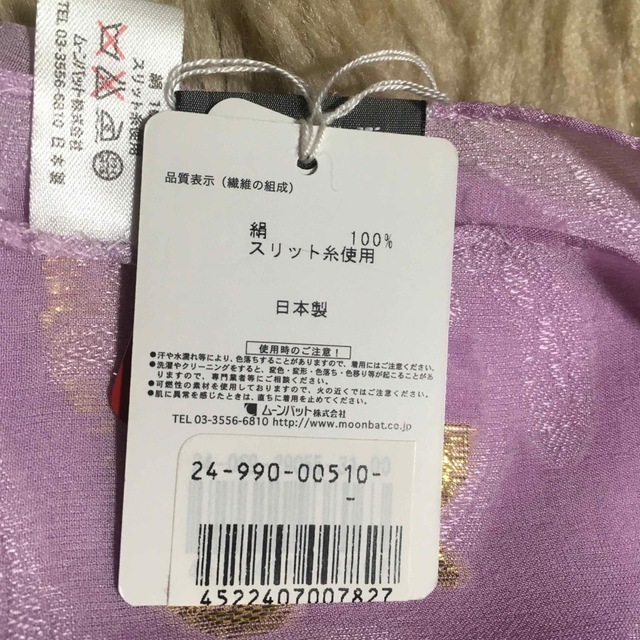 品質表示（繊維の組成）
絹 100%
スリット糸使用
日本製
使用時のご注意！
●汗や水濡れ等により、色落ちすることがありますので、着用にはご注意ください。
●洗濯やクリーニングをすると、変色・変形・色落ち・色移り等が起ることがありますので、専門業者等にご相談ください。
●可燃性の素材を使用しておりますので、火の近くではご注意ください。
●肌に異常を感じたときは、直ちに着用を止めてください。
ムーンバット株式会社
TEL 03-3556-6810 http://www.moonbat.co.jp
24-990-00510-
-
4522407007827
スリット糸使用
ムーンバット株式会社
TEL 03-3556-6810 日本製